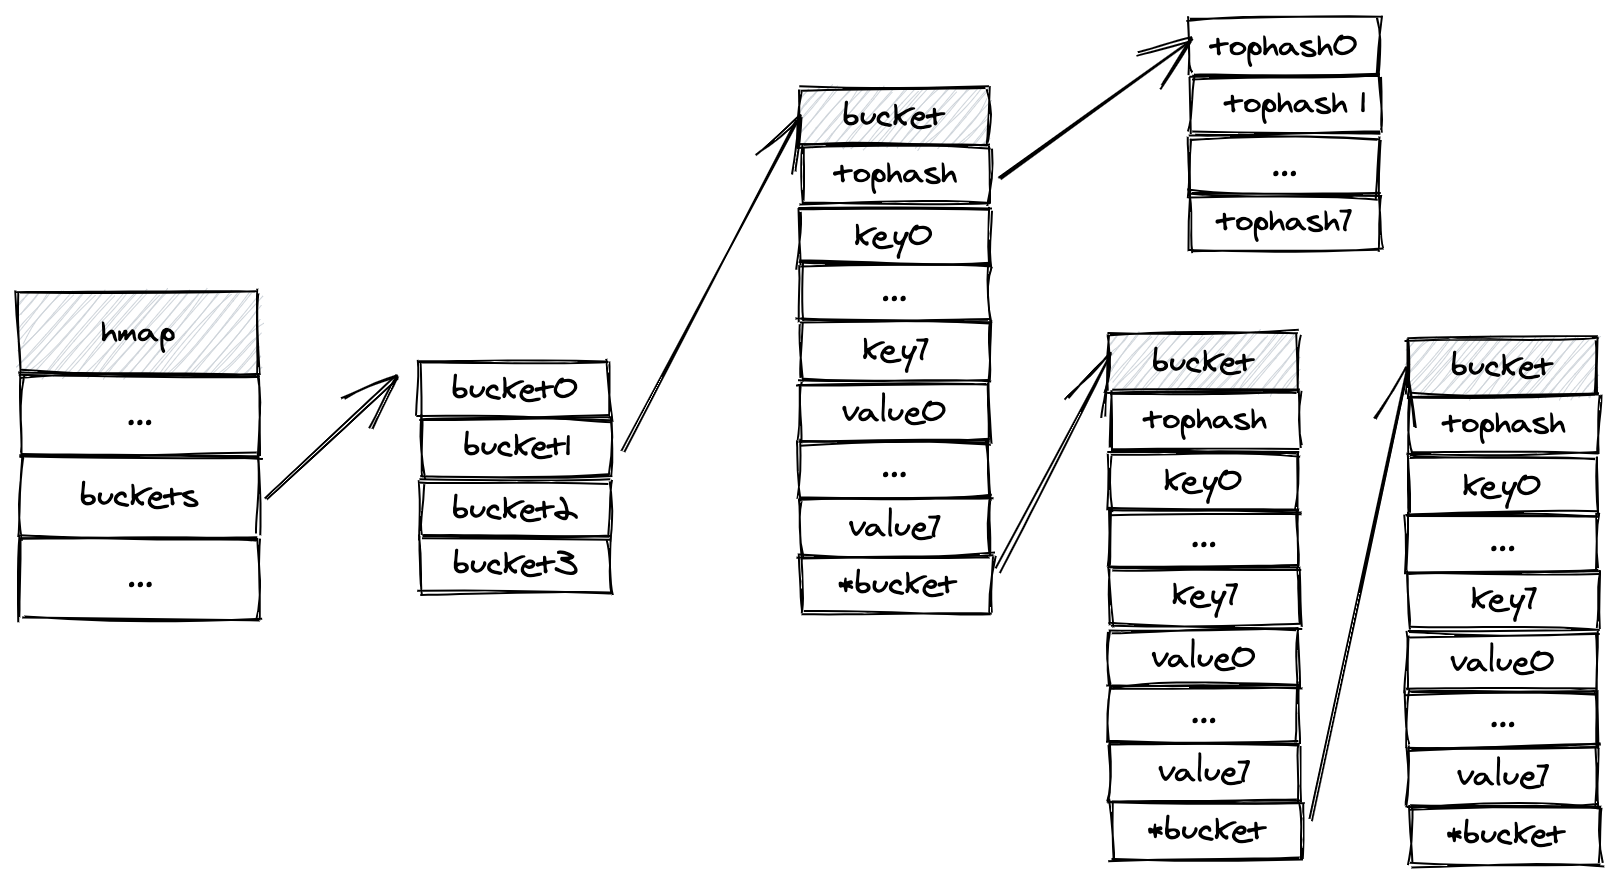 hmap
...
buckets
...
bucket0
bucket1
bucket2
bucket3
bucket
tophash
key0
...
key7
value0
...
value7
*bucket
tophash0
tophash 1
...
tophash7
bucket
tophash
key0
...
key7
value0
...
value7
*bucket
bucket
tophash
key0
...
key7
value0
...
value7
*bucket